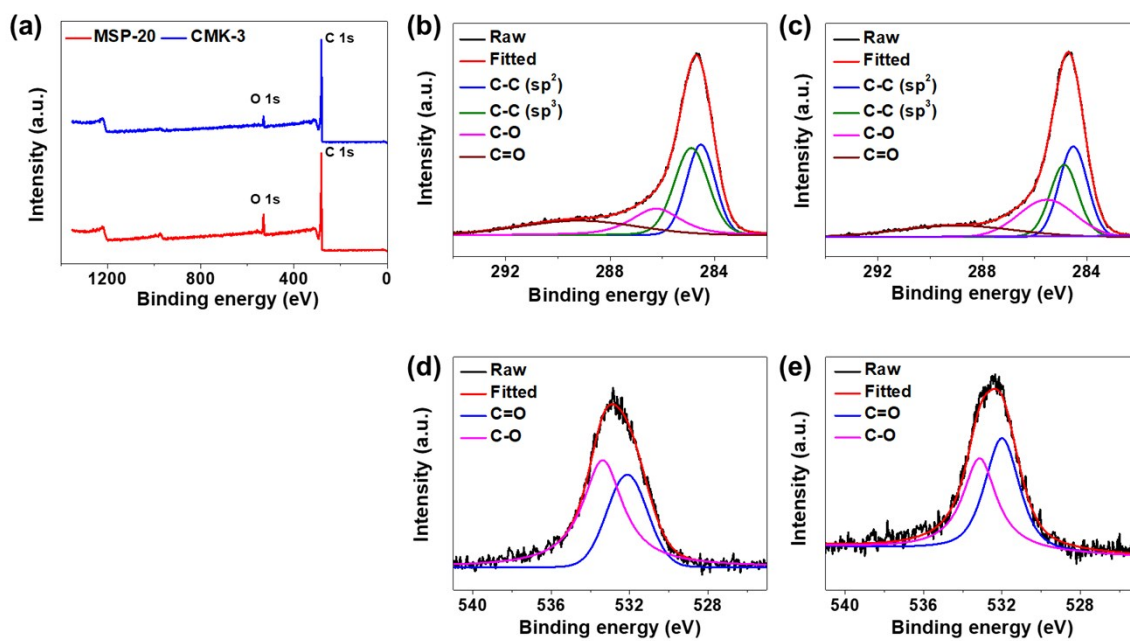 (a)
MSP-20 CMK-3
C 1s
O 1s
C 1s
O 1s
Intensity (a.u.)
1200 800 400 0
Binding energy (eV)
(b)
Raw
Fitted
C-C (sp²)
C-C (sp³)
C-O
C=O
Intensity (a.u.)
292 288 284
Binding energy (eV)
(c)
Raw
Fitted
C-C (sp²)
C-C (sp³)
C-O
C=O
Intensity (a.u.)
292 288 284
Binding energy (eV)
(d)
Raw
Fitted
C=O
C-O
Intensity (a.u.)
540 536 532 528
Binding energy (eV)
(e)
Raw
Fitted
C=O
C-O
Intensity (a.u.)
540 536 532 528
Binding energy (eV)